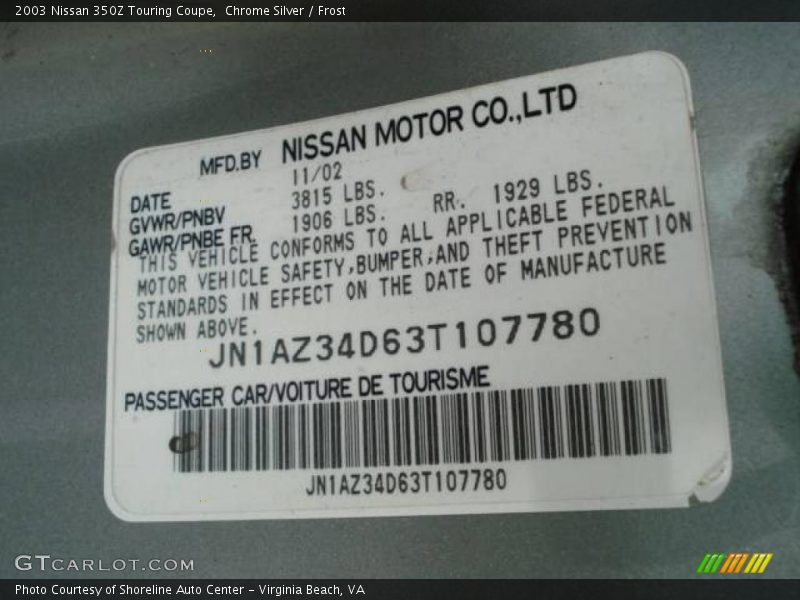 2003 Nissan 350Z Touring Coupe,  Chrome Silver / Frost
MFD.BY NISSAN MOTOR CO.,LTD
DATE 11/02
GVWR/PNBV 3815 LBS.
GAWR/PNBE FR. 1906 LBS. RR. 1929 LBS.
THIS VEHICLE CONFORMS TO ALL APPLICABLE FEDERAL
MOTOR VEHICLE SAFETY,BUMPER,AND THEFT PREVENTION
STANDARDS IN EFFECT ON THE DATE OF MANUFACTURE
SHOWN ABOVE.
JN1AZ34D63T107780
PASSENGER CAR/VOITURE DE TOURISME
JN1AZ34D63T107780
GTCARLOT.COM
Photo Courtesy of Shoreline Auto Center - Virginia Beach, VA